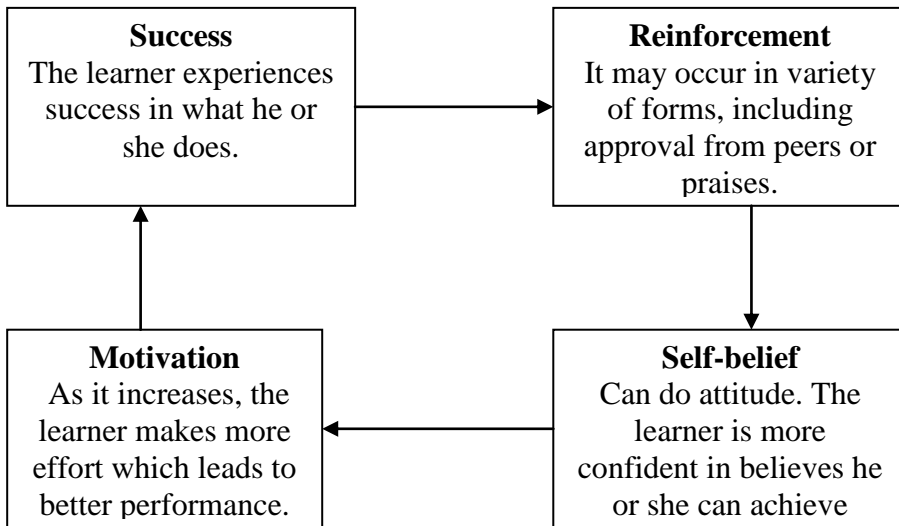 Success
The learner experiences
success in what he or
she does.
Reinforcement
It may occur in variety
of forms, including
approval from peers or
praises.
Self-belief
Can do attitude. The
learner is more
confident in believes he
or she can achieve
Motivation
As it increases, the
learner makes more
effort which leads to
better performance.